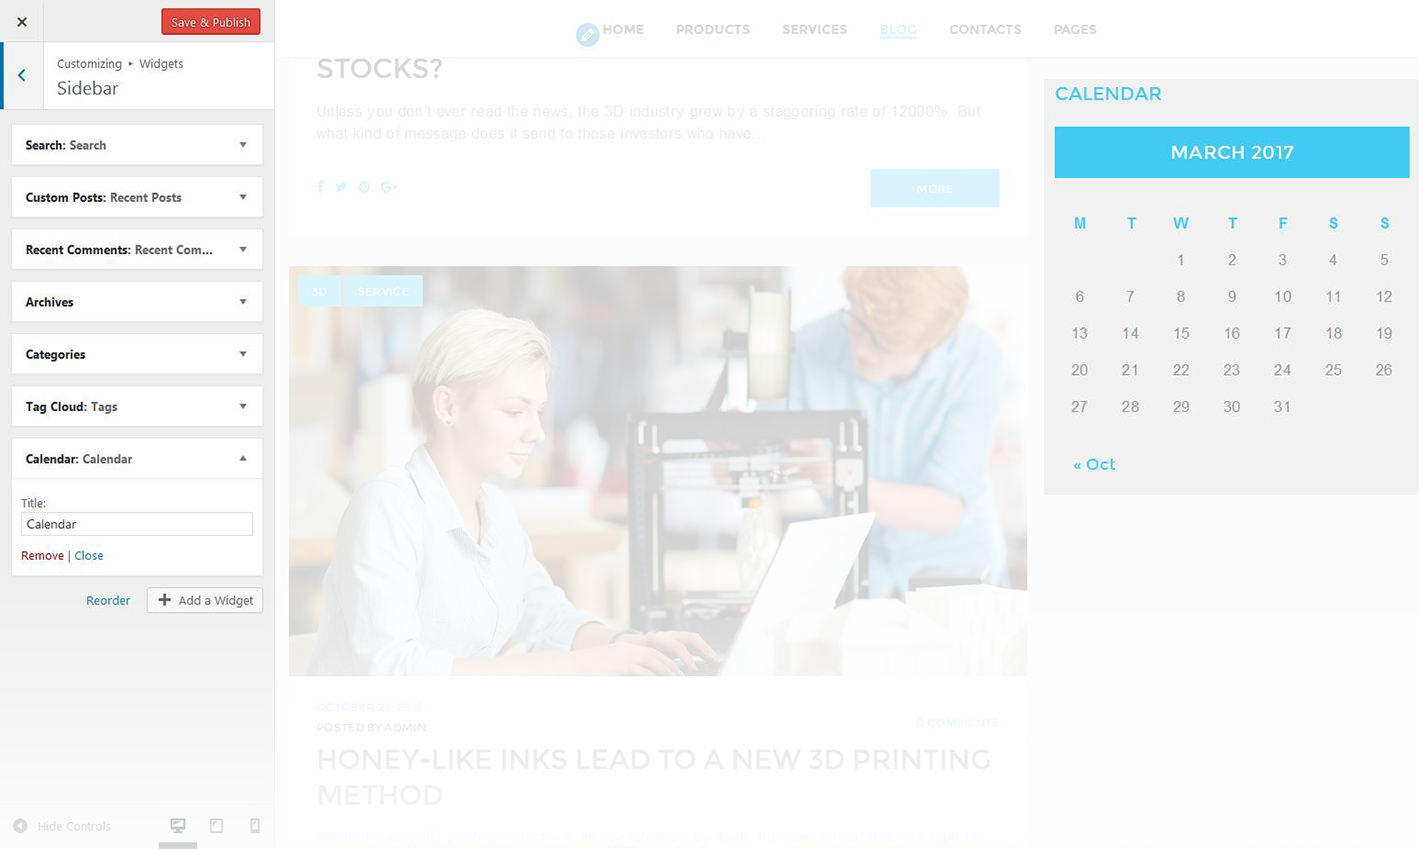 Save & Publish
Customizing ▸ Widgets
Sidebar
Search: Search
Custom Posts: Recent Posts
Recent Comments: Recent Com...
Archives
Categories
Tag Cloud: Tags
Calendar: Calendar
Title:
Calendar
Remove | Close
Reorder
Add a Widget
Hide Controls
HOME PRODUCTS SERVICES BLOG CONTACTS PAGES
STOCKS?
Unless you don't ever read the news, the 3D industry grew by a staggering rate of 12000%. But
what kind of message does it send to those investors who have...
MORE
3D SERVICE
OCTOBER 25, 2016
POSTED BY ADMIN
0 COMMENTS
HONEY-LIKE INKS LEAD TO A NEW 3D PRINTING
METHOD
CALENDAR
MARCH 2017
M T W T F S S
1 2 3 4 5
6 7 8 9 10 11 12
13 14 15 16 17 18 19
20 21 22 23 24 25 26
27 28 29 30 31
« Oct